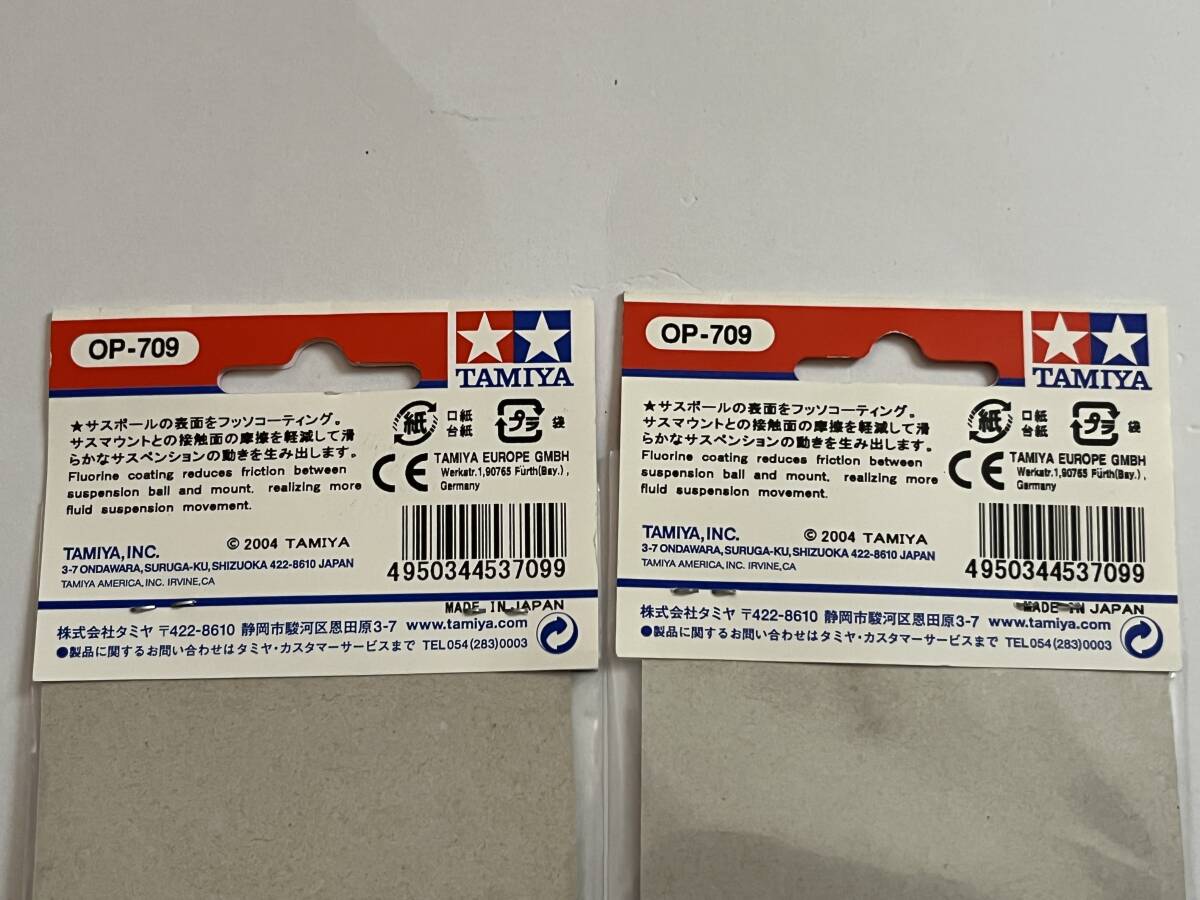 OP-709
TAMIYA
★サスボールの表面をフッソコーティング。
サスマウントとの接触面の摩擦を軽減して滑
らかなサスペンションの動きを生み出します。
Fluorine coating reduces friction between
suspension ball and mount, realizing more
fluid suspension movement.
紙
口紙
台紙
プラ
袋
CE
TAMIYA EUROPE GMBH
Werkstr.1,90765 Fürth(Bay.),
Germany
© 2004 TAMIYA
TAMIYA, INC.
3-7 ONDAWARA, SURUGA-KU, SHIZUOKA 422-8610 JAPAN
TAMIYA AMERICA, INC. IRVINE, CA
4950344537099
MADE IN JAPAN
株式会社タミヤ 〒422-8610 静岡市駿河区恩田原3-7 www.tamiya.com
●製品に関するお問い合わせはタミヤ・カスタマーサービスまで TEL054(283)0003
OP-709
TAMIYA
★サスボールの表面をフッソコーティング。
サスマウントとの接触面の摩擦を軽減して滑
らかなサスペンションの動きを生み出します。
Fluorine coating reduces friction between
suspension ball and mount, realizing more
fluid suspension movement.
紙
口紙
台紙
プラ
袋
CE
TAMIYA EUROPE GMBH
Werkstr.1,90765 Fürth(Bay.),
Germany
© 2004 TAMIYA
TAMIYA, INC.
3-7 ONDAWARA, SURUGA-KU, SHIZUOKA 422-8610 JAPAN
TAMIYA AMERICA, INC. IRVINE, CA
4950344537099
MADE IN JAPAN
株式会社タミヤ 〒422-8610 静岡市駿河区恩田原3-7 www.tamiya.com
●製品に関するお問い合わせはタミヤ・カスタマーサービスまで TEL054(283)0003